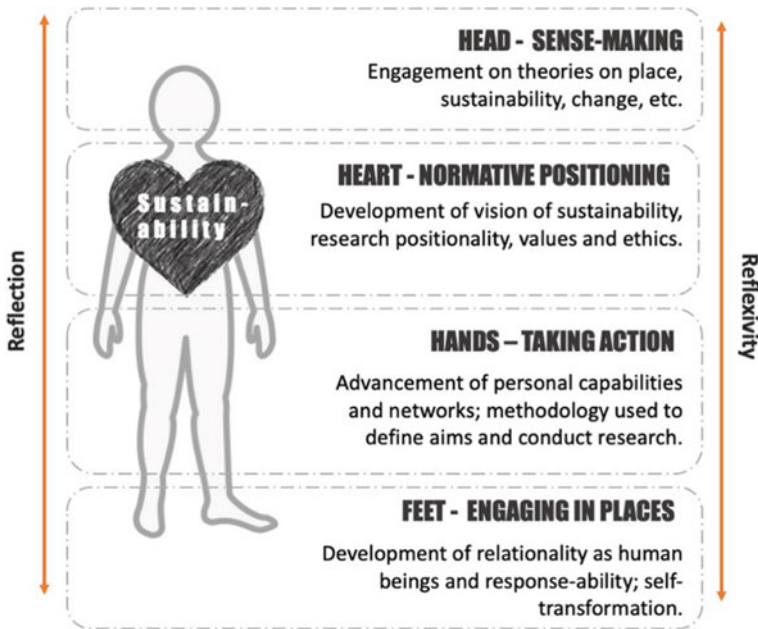 HEAD - SENSE-MAKING
Engagement on theories on place,
sustainability, change, etc.
HEART - NORMATIVE POSITIONING
Development of vision of sustainability,
research positionality, values and ethics.
Sustain-
ability
HANDS – TAKING ACTION
Advancement of personal capabilities
and networks; methodology used to
define aims and conduct research.
FEET - ENGAGING IN PLACES
Development of relationality as human
beings and response-ability; self-
transformation.
Reflection
Reflexivity